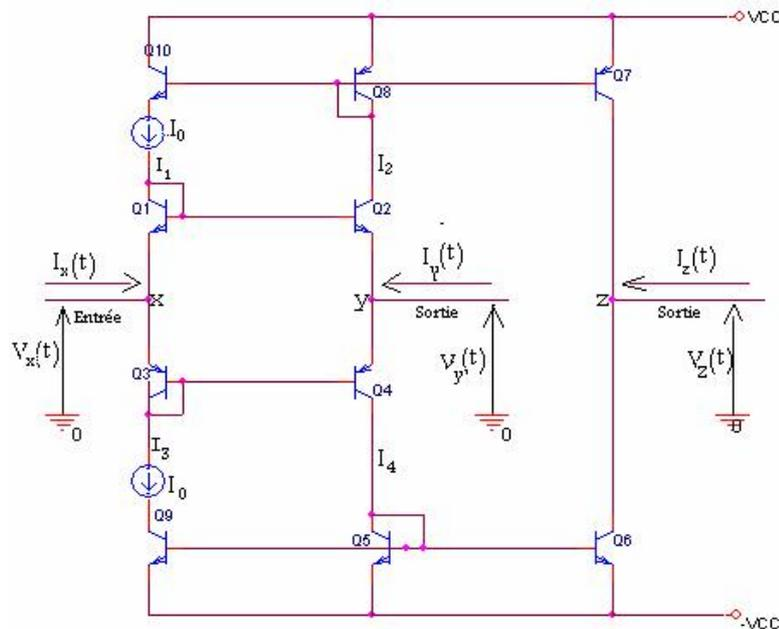 VCC
Q10
Q8
Q7
I0
I1
I2
Q1
Q2
Ix(t)
Iy(t)
Iz(t)
x
y
z
Entrée
Sortie
Sortie
Vx(t)
Vy(t)
Vz(t)
Q3
Q4
0
0
0
I3
I4
I0
Q9
Q5
Q6
-VCC